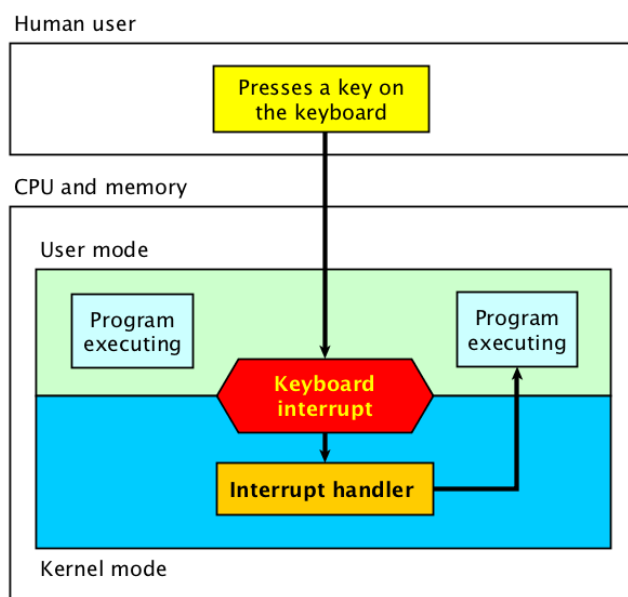 Human user
Presses a key on
the keyboard
CPU and memory
User mode
Program
executing
Program
executing
Keyboard
interrupt
Interrupt handler
Kernel mode